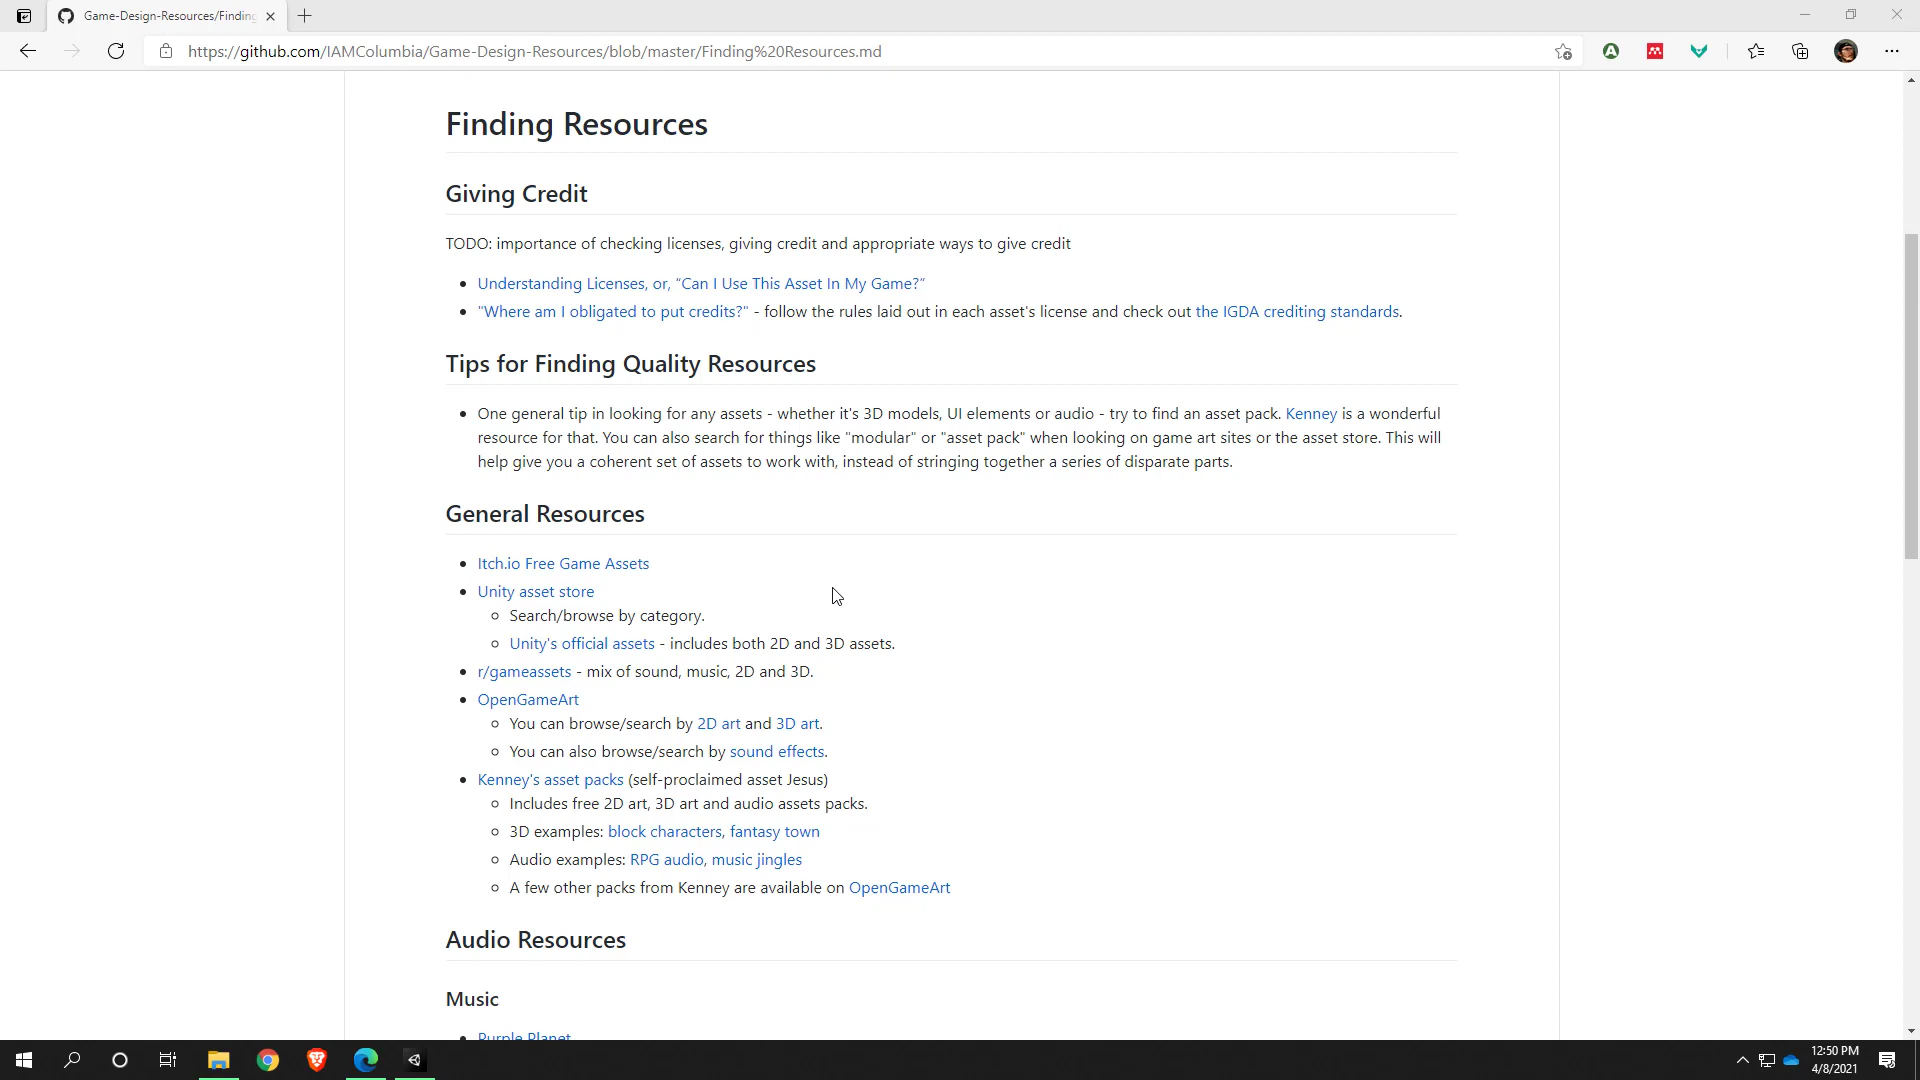 Game-Design-Resources/Finding
https://github.com/IAMColumbia/Game-Design-Resources/blob/master/Finding%20Resources.md
Finding Resources
Giving Credit
TODO: importance of checking licenses, giving credit and appropriate ways to give credit
Understanding Licenses, or, “Can I Use This Asset In My Game?”
"Where am I obligated to put credits?" - follow the rules laid out in each asset's license and check out the IGDA crediting standards.
Tips for Finding Quality Resources
One general tip in looking for any assets - whether it's 3D models, UI elements or audio - try to find an asset pack. Kenney is a wonderful
resource for that. You can also search for things like "modular" or "asset pack" when looking on game art sites or the asset store. This will
help give you a coherent set of assets to work with, instead of stringing together a series of disparate parts.
General Resources
Itch.io Free Game Assets
Unity asset store
Search/browse by category.
Unity's official assets - includes both 2D and 3D assets.
r/gameassets - mix of sound, music, 2D and 3D.
OpenGameArt
You can browse/search by 2D art and 3D art.
You can also browse/search by sound effects.
Kenney's asset packs (self-proclaimed asset Jesus)
Includes free 2D art, 3D art and audio assets packs.
3D examples: block characters, fantasy town
Audio examples: RPG audio, music jingles
A few other packs from Kenney are available on OpenGameArt
Audio Resources
Music
Purple Planet
12:50 PM
4/8/2021